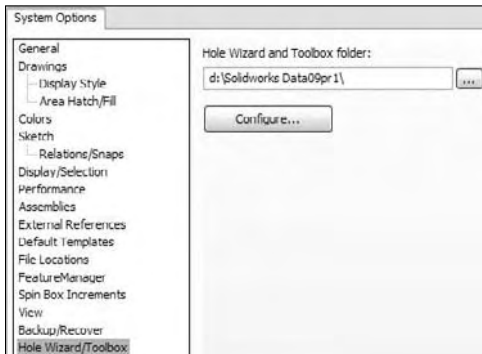 System Options
General
Drawings
Display Style
Area Hatch/Fill
Colors
Sketch
Relations/Snaps
Display/Selection
Performance
Assemblies
External References
Default Templates
File Locations
FeatureManager
Spin Box Increments
View
Backup/Recover
Hole Wizard/Toolbox
Hole Wizard and Toolbox folder:
d:\Solidworks Data09pr1\
...
Configure...